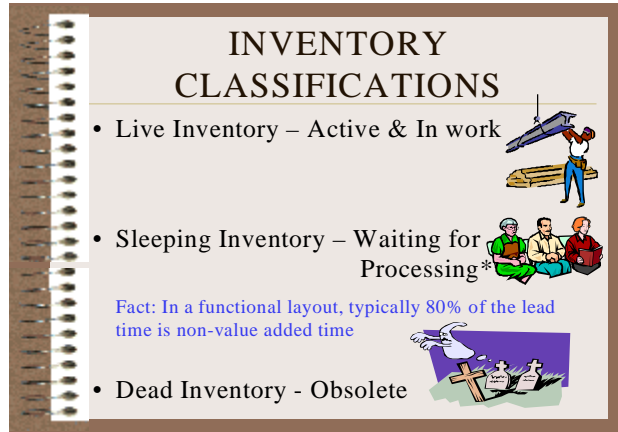 INVENTORY
CLASSIFICATIONS
• Live Inventory – Active & In work
• Sleeping Inventory – Waiting for
Processing*
Fact: In a functional layout, typically 80% of the lead
time is non-value added time
• Dead Inventory - Obsolete